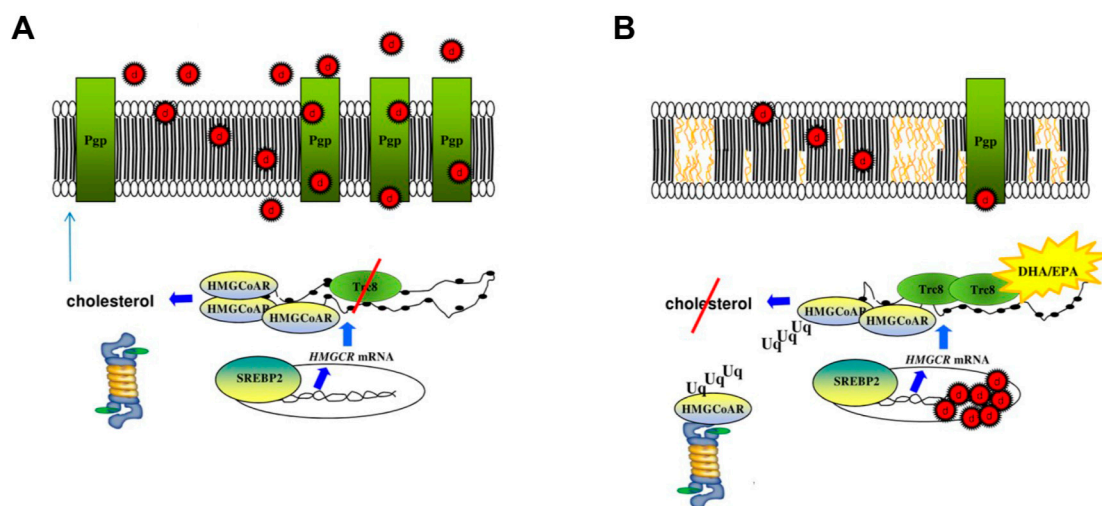 A
d
d
d
d
d
d
Pgp
d
d
Pgp
d
d
Pgp
d
d
Pgp
d
d
d
d
cholesterol
HMGCoAR
HMGCoAR
HMGCoAR
Trc8
HMGCR mRNA
SREBP2
B
d
d
d
Pgp
d
DHA/EPA
Trc8
Trc8
cholesterol
HMGCoAR
HMGCoAR
Uq
Uq
Uq
HMGCR mRNA
SREBP2
d
d
d
d
d
d
d
Uq
Uq
Uq
HMGCoAR